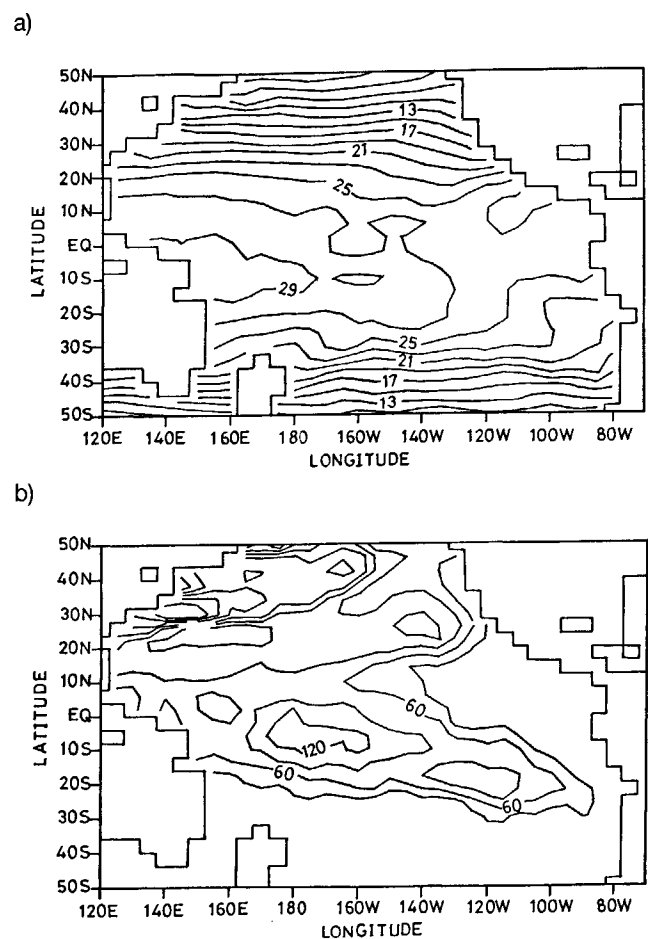 a)
50N
40N
13
17
30N
21
20N
25
10N
EQ
10S
29
20S
25
30S
21
40S
17
13
50S
LATITUDE
120E 140E 160E 180 160W 140W 120W 100W 80W
LONGITUDE
b)
50N
40N
30N
20N
10N
60
EQ
120
10S
60
20S
60
30S
40S
50S
LATITUDE
120E 140E 160E 180 160W 140W 120W 100W 80W
LONGITUDE